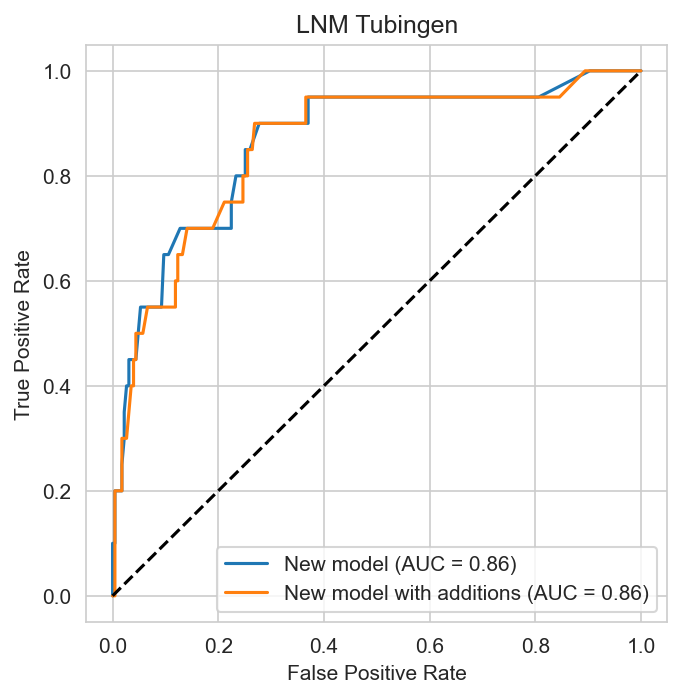 LNM Tubingen
1.0
0.8
0.6
0.4
0.2
0.0
True Positive Rate
New model (AUC = 0.86)
New model with additions (AUC = 0.86)
0.0 0.2 0.4 0.6 0.8 1.0
False Positive Rate